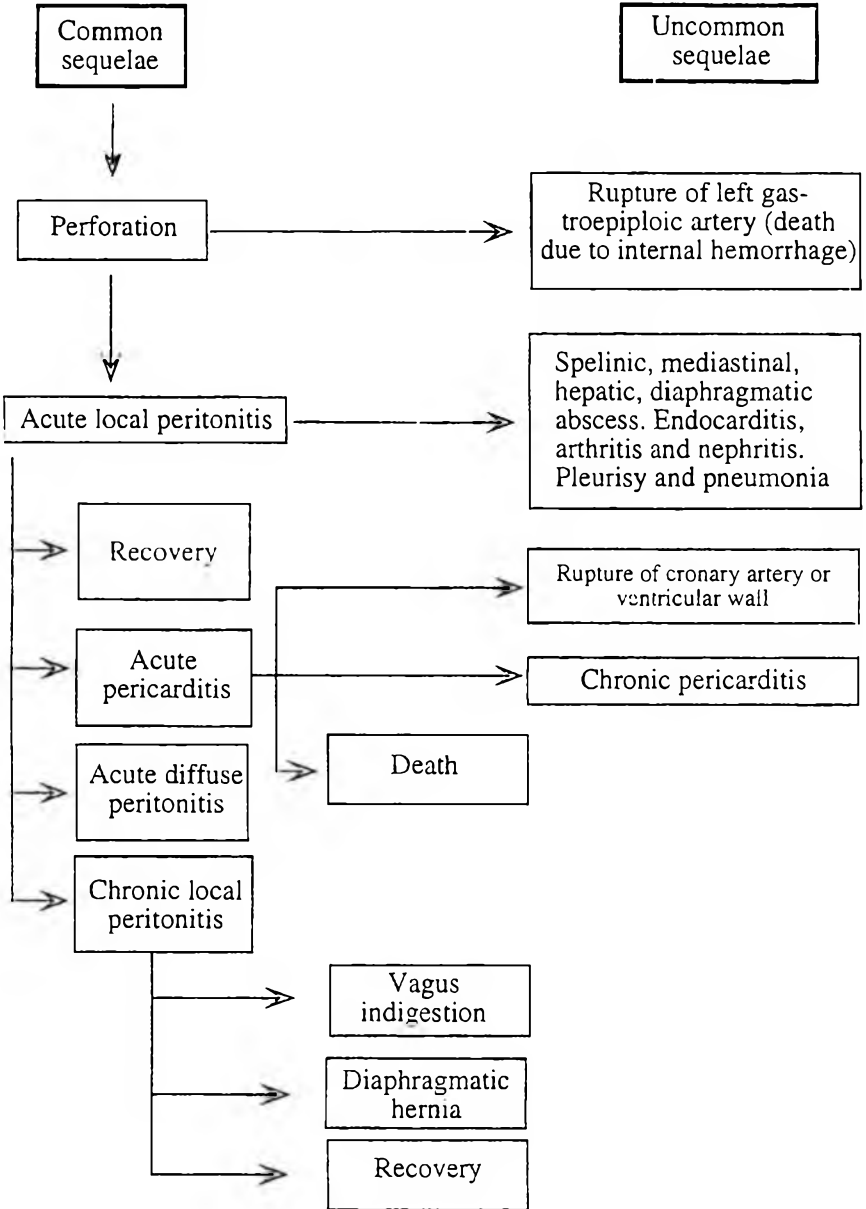 Common
sequelae
Uncommon
sequelae
Perforation
Rupture of left gas-
troepiploic artery (death
due to internal hemorrhage)
Acute local peritonitis
Spelinic, mediastinal,
hepatic, diaphragmatic
abscess. Endocarditis,
arthritis and nephritis.
Pleurisy and pneumonia
Recovery
Rupture of cronary artery or
ventricular wall
Acute
pericarditis
Chronic pericarditis
Death
Acute diffuse
peritonitis
Chronic local
peritonitis
Vagus
indigestion
Diaphragmatic
hernia
Recovery